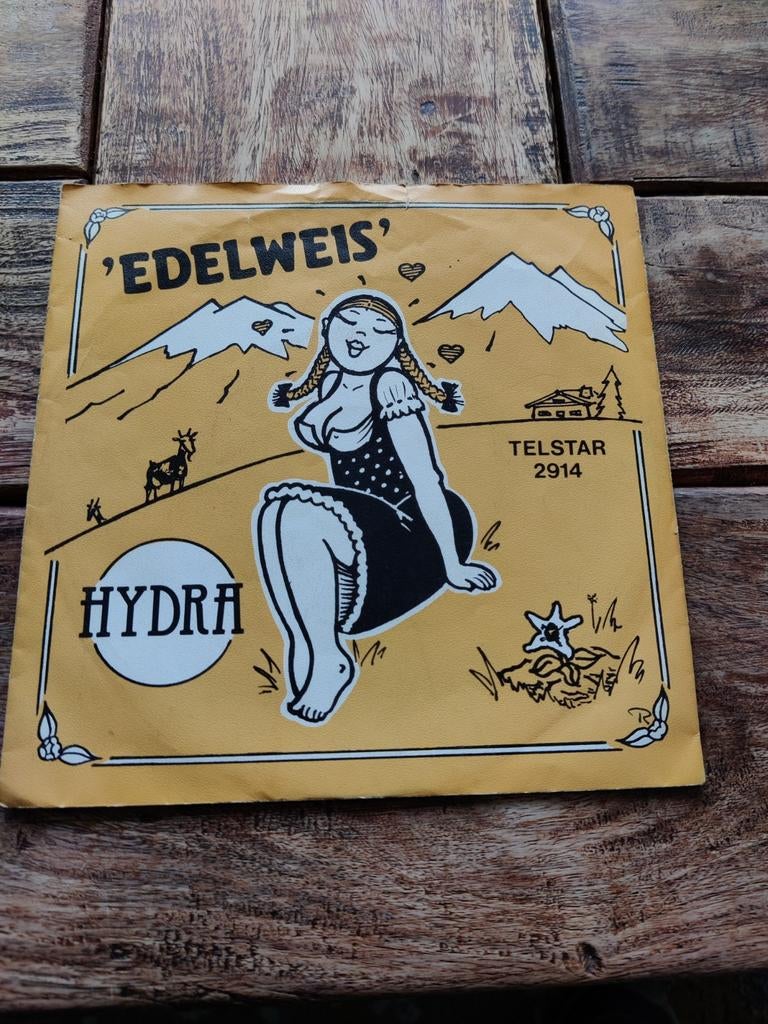 'EDELWEIS'
TELSTAR
2914
HYDRA
R